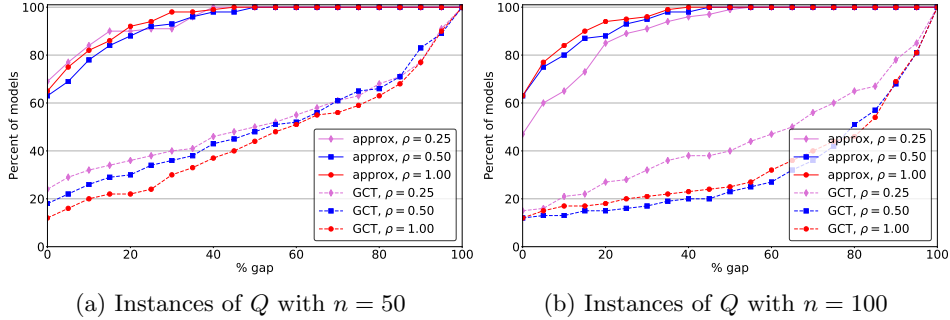 100
80
60
40
20
0
Percent of models
0
20
40
60
80
100
% gap
approx, ρ = 0.25
approx, ρ = 0.50
approx, ρ = 1.00
GCT, ρ = 0.25
GCT, ρ = 0.50
GCT, ρ = 1.00
(a) Instances of Q with n = 50
100
80
60
40
20
0
Percent of models
0
20
40
60
80
100
% gap
approx, ρ = 0.25
approx, ρ = 0.50
approx, ρ = 1.00
GCT, ρ = 0.25
GCT, ρ = 0.50
GCT, ρ = 1.00
(b) Instances of Q with n = 100